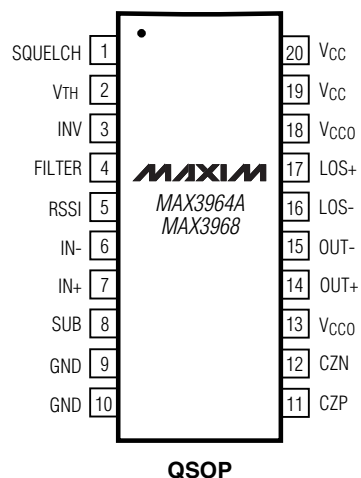 SQUELCH 1 20 VCC
VTH 2 19 VCC
INV 3 18 VCCO
FILTER 4 MAXIM 17 LOS+
RSSI 5 MAX3964A 16 LOS-
MAX3968
IN- 6 15 OUT-
IN+ 7 14 OUT+
SUB 8 13 VCCO
GND 9 12 CZN
GND 10 11 CZP
QSOP